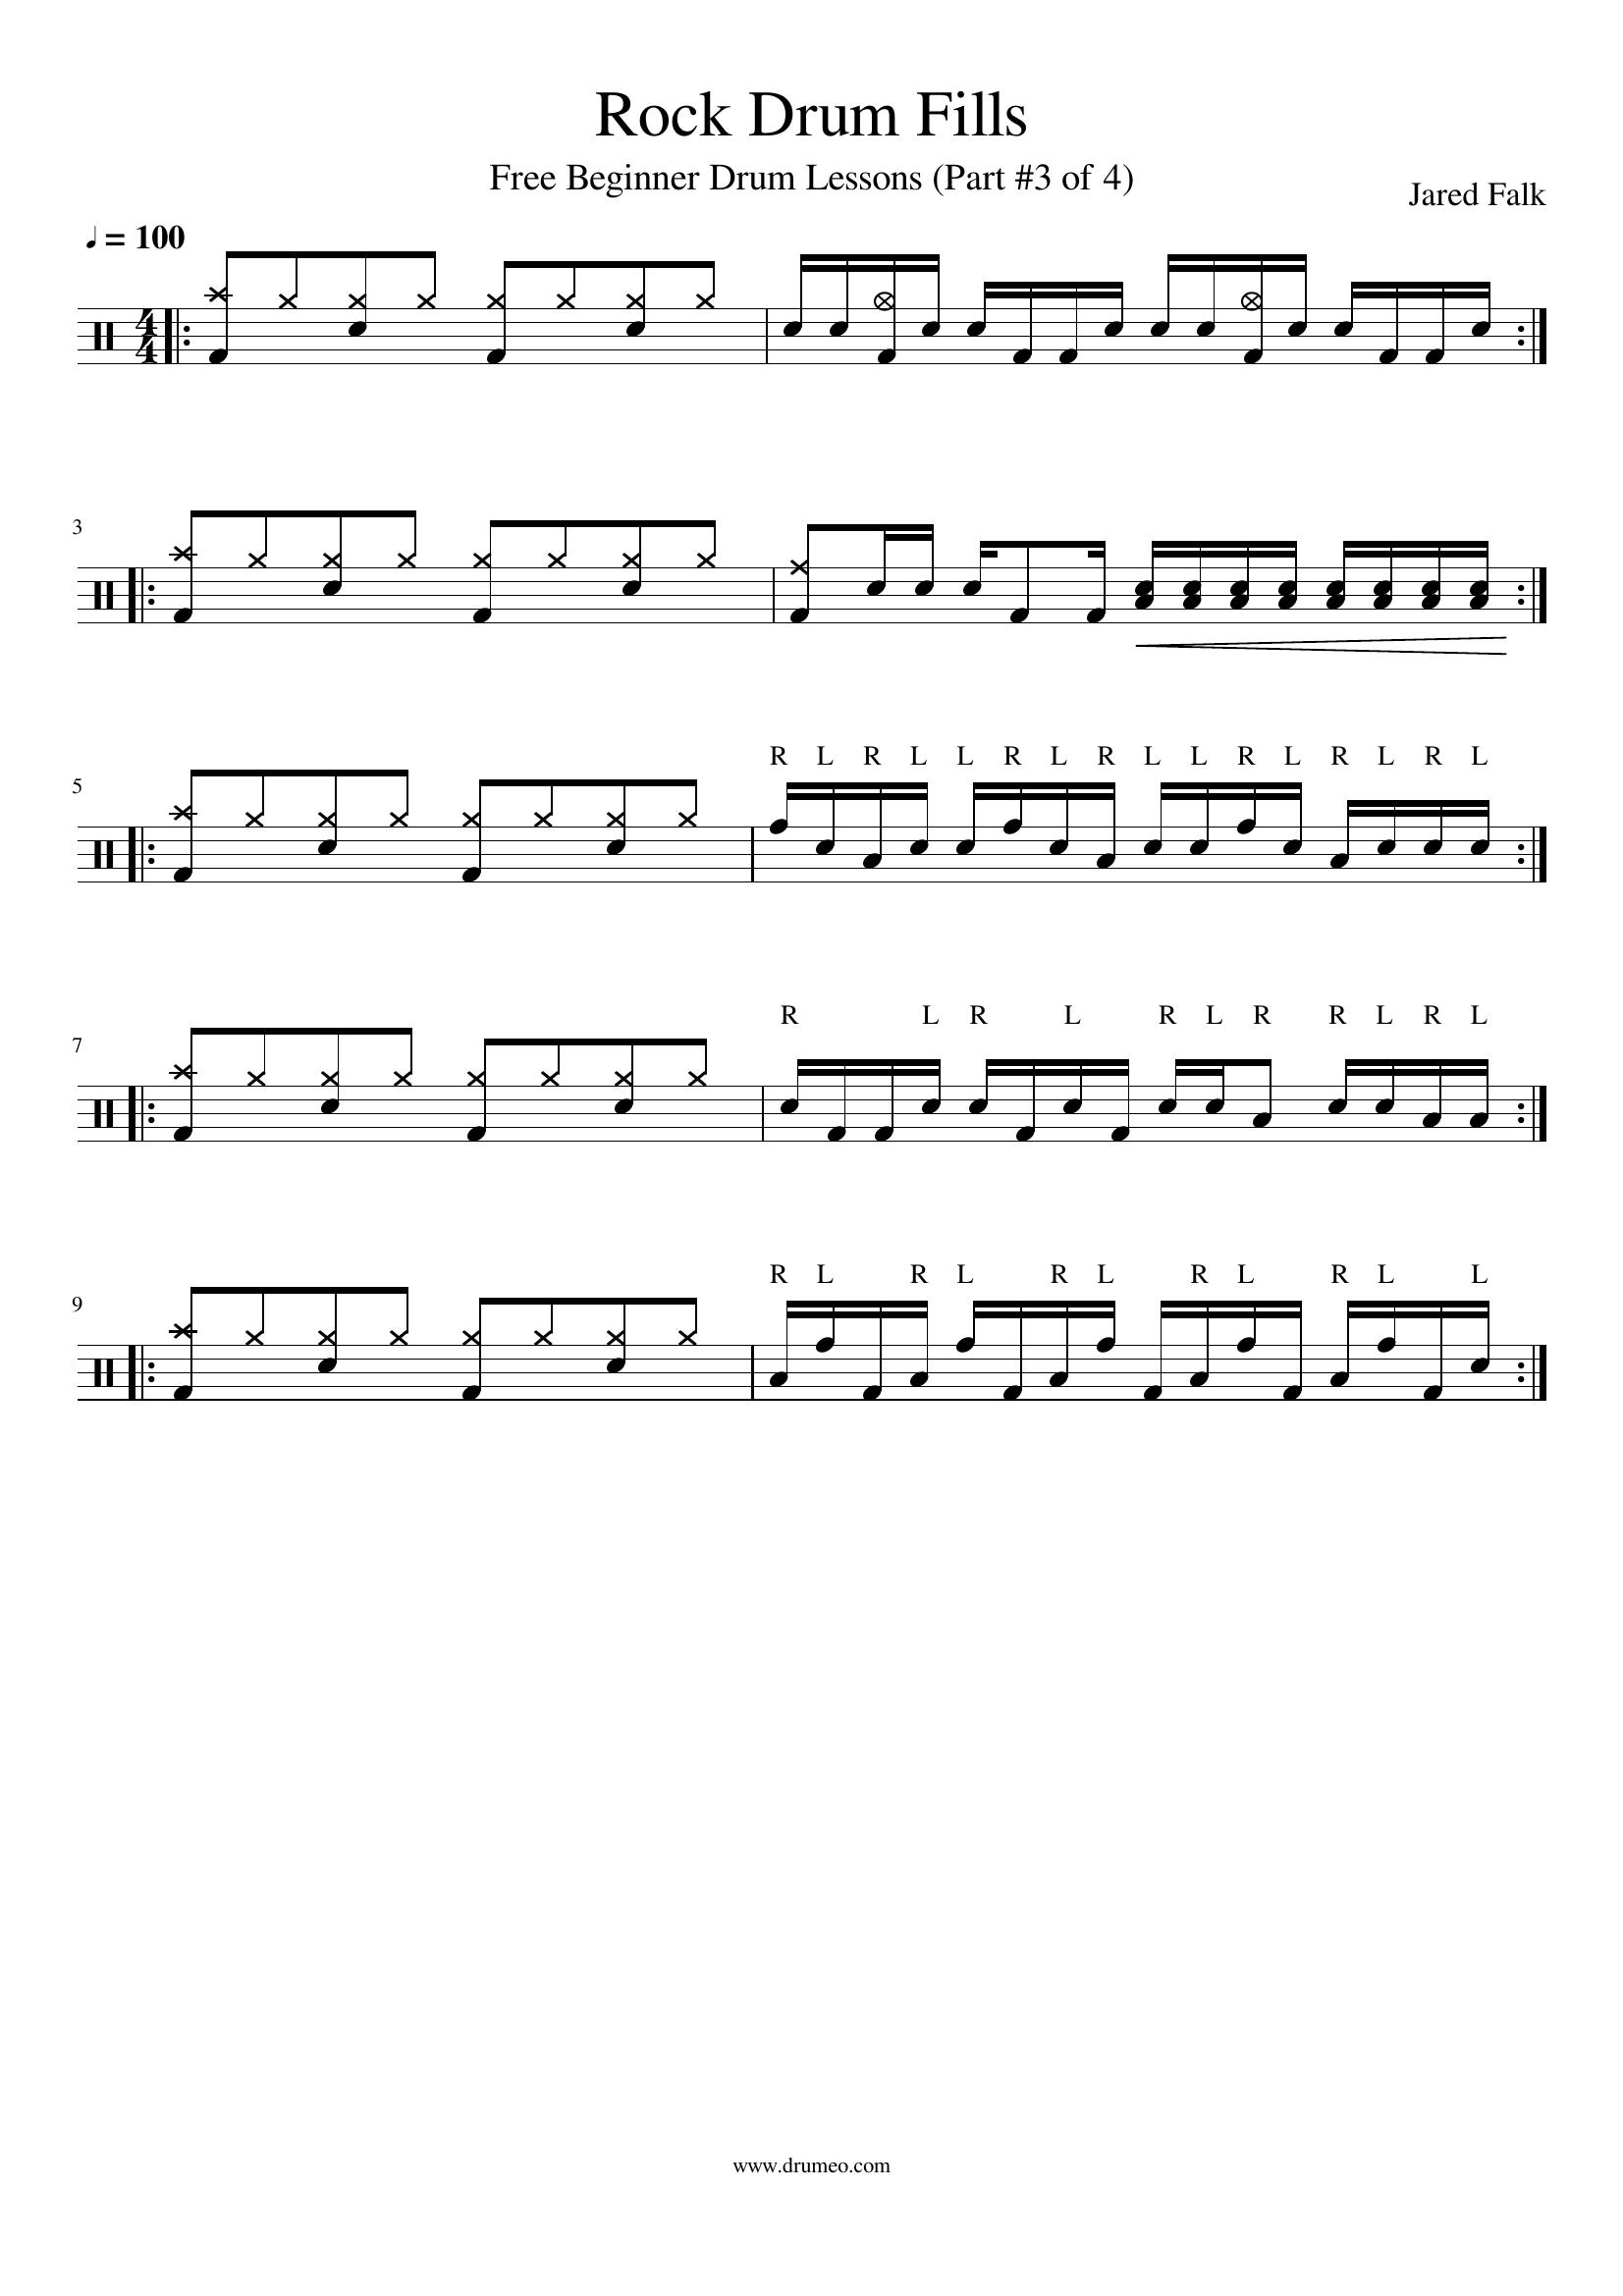 Rock Drum Fills
Free Beginner Drum Lessons (Part #3 of 4)
Jared Falk
♩ = 100
4
4
3
R L R L L R L R L L R L R L R L
5
R L R L R L R R L R L
7
R L R L R L R L R L L
9
www.drumeo.com